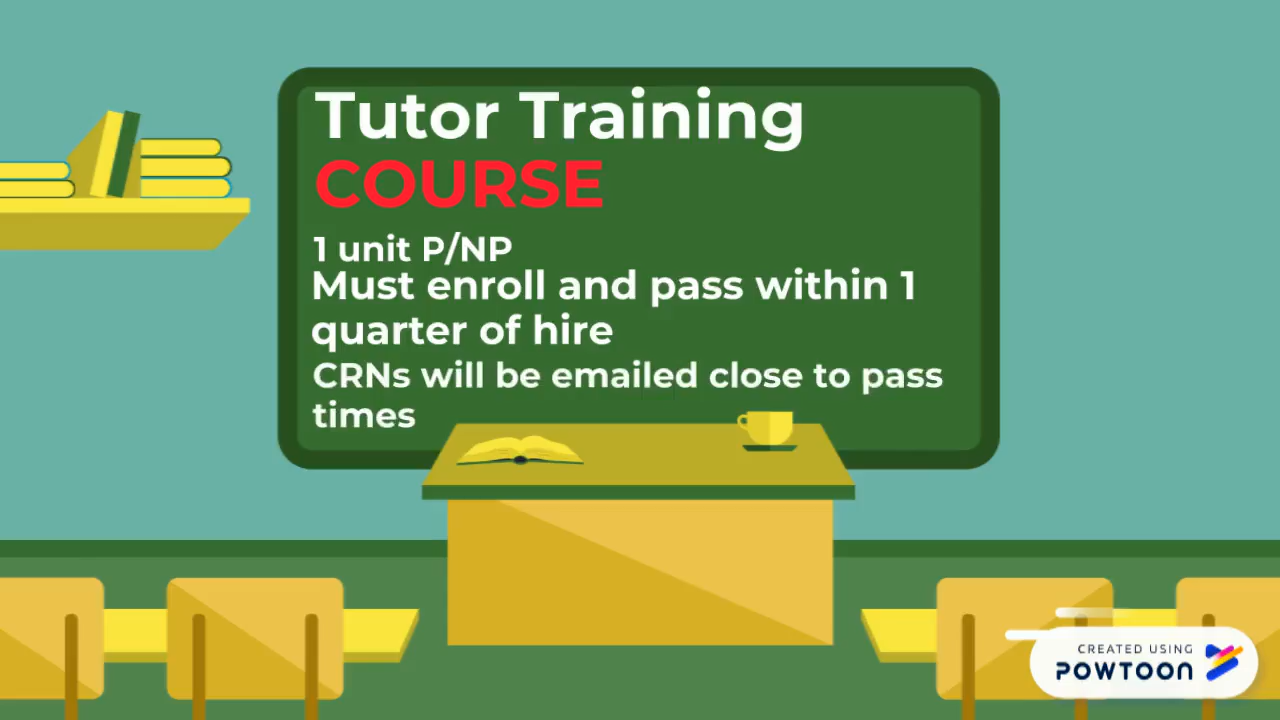 Tutor Training
COURSE
1 unit P/NP
Must enroll and pass within 1
quarter of hire
CRNs will be emailed close to pass
times
CREATED USING
POWTOON